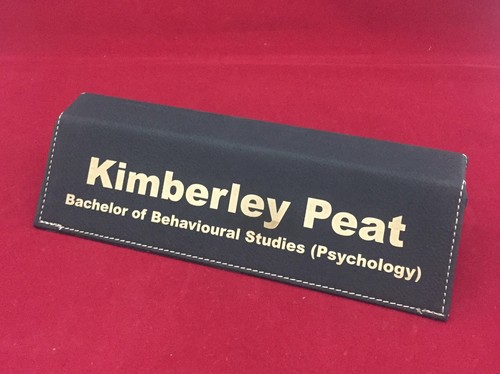 Kimberley Peat
Bachelor of Behavioural Studies (Psychology)